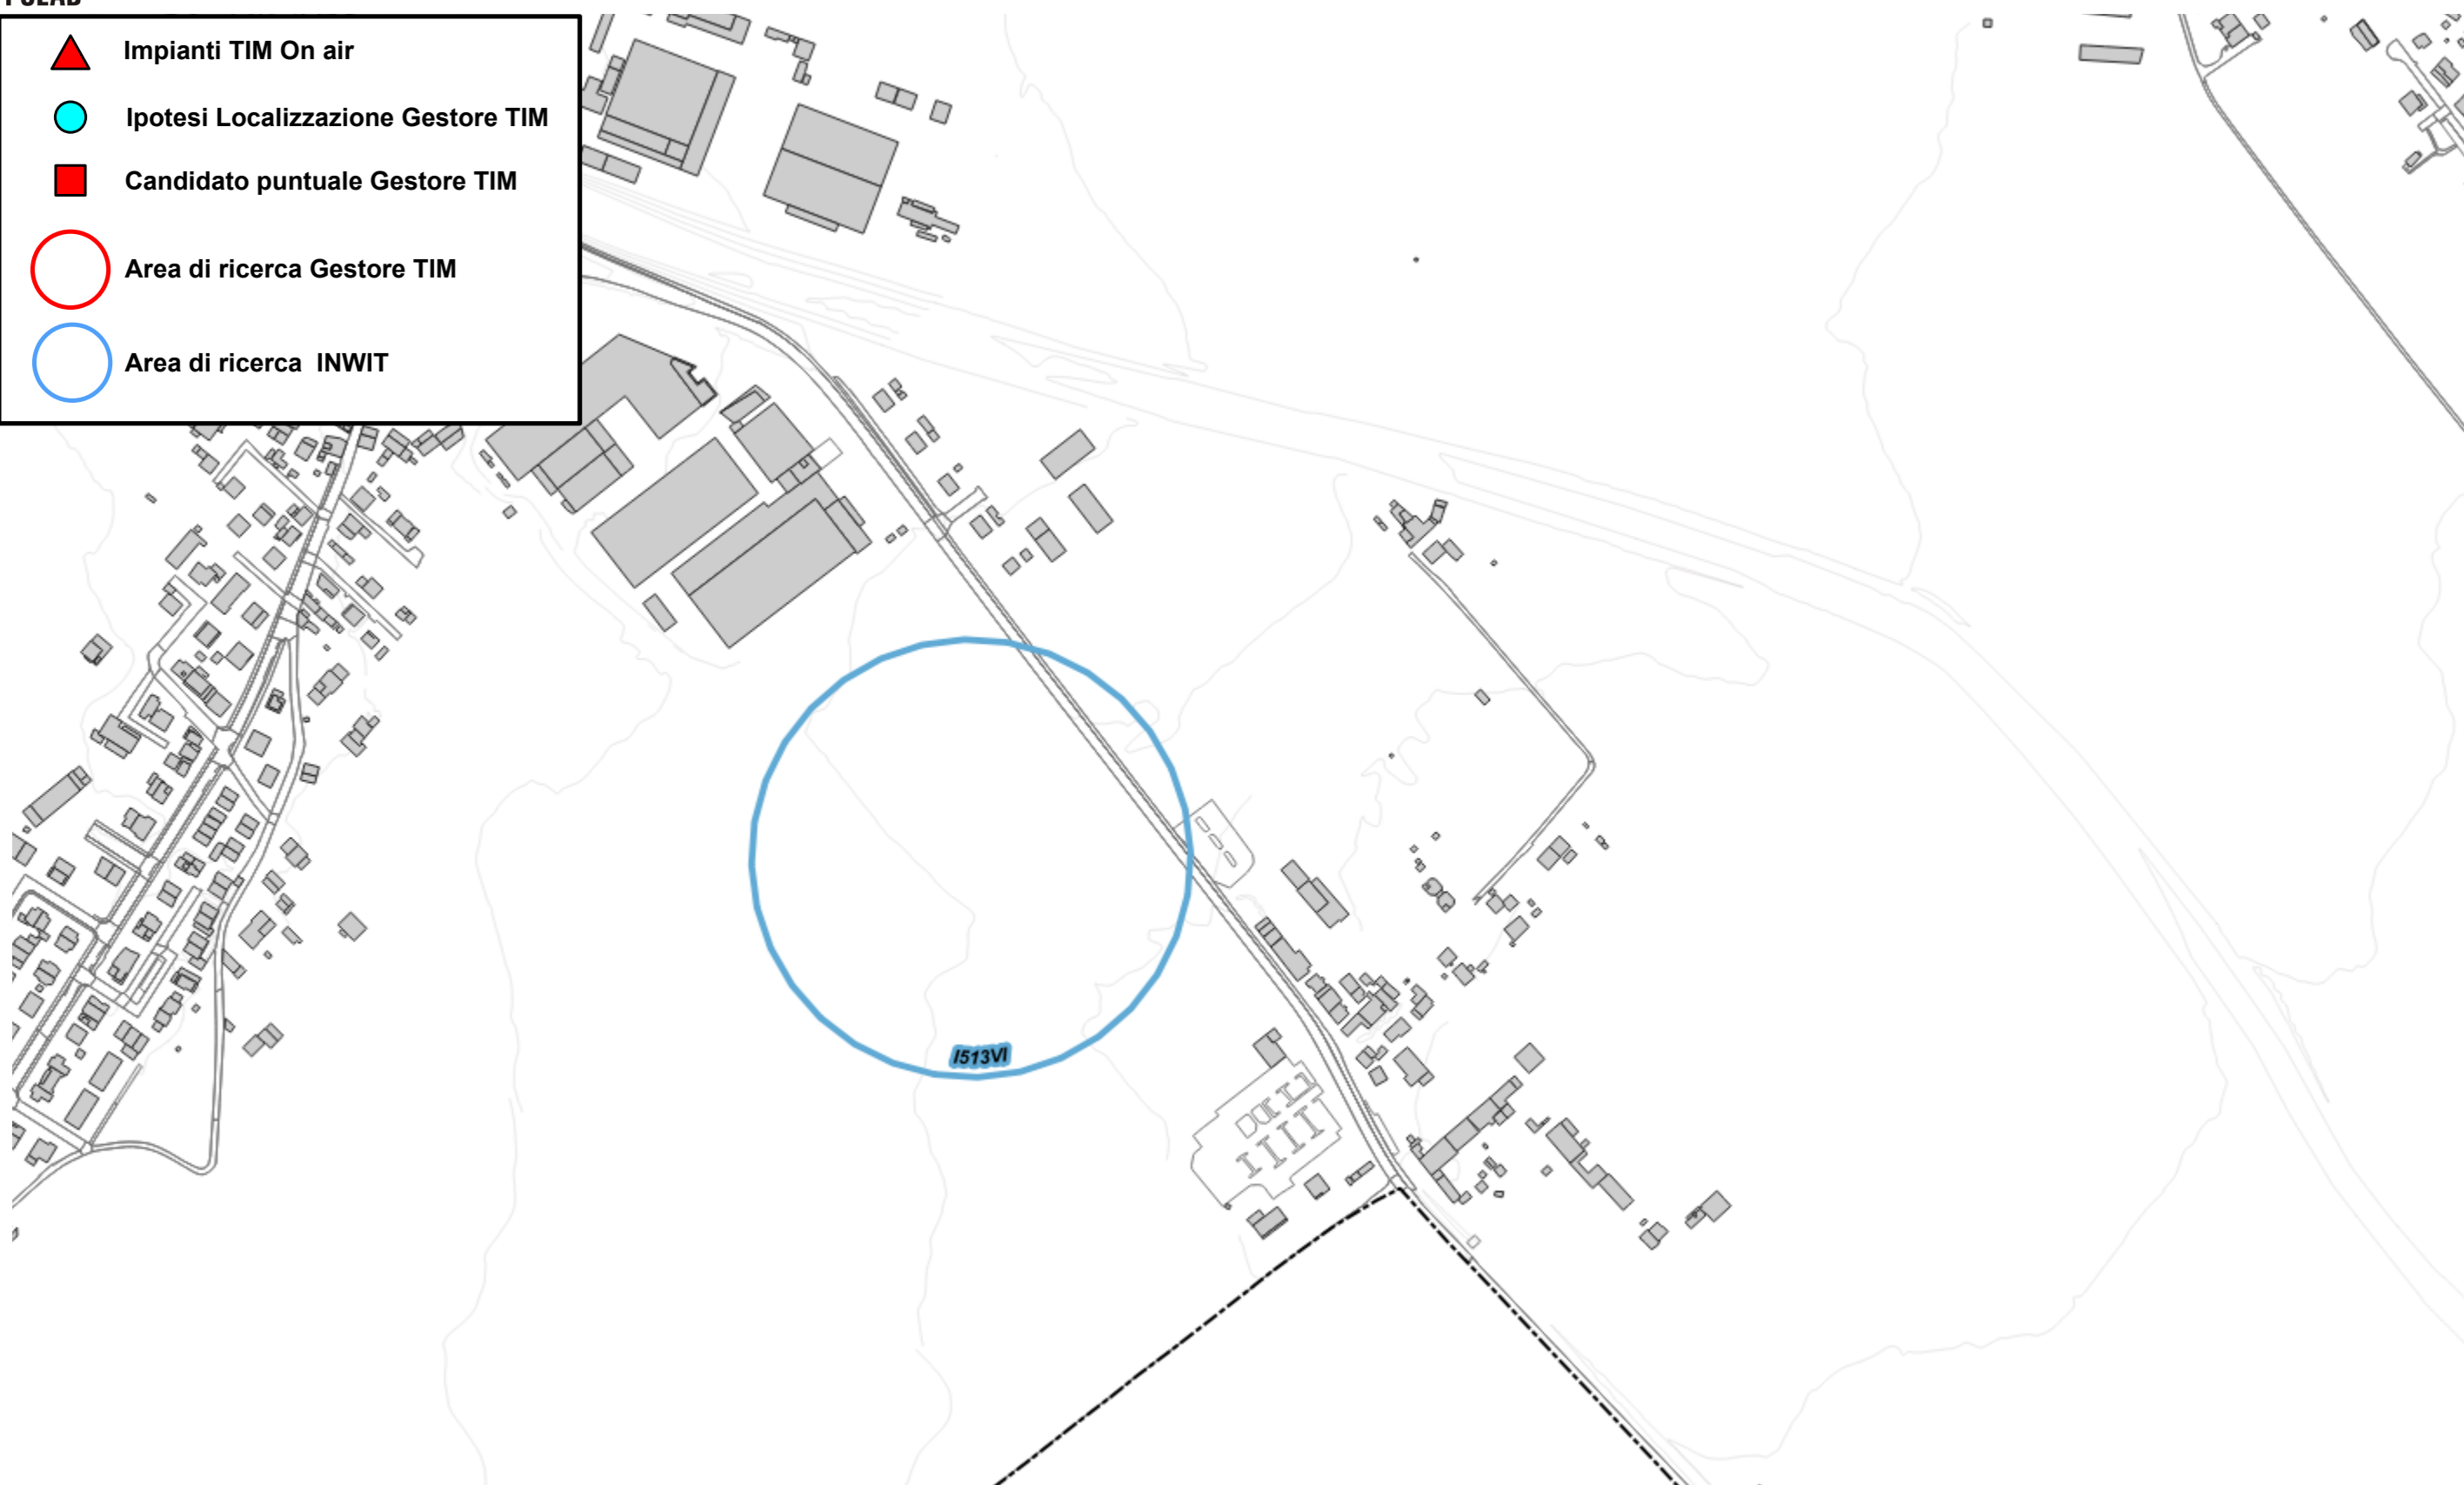 Impianti TIM On air
Ipotesi Localizzazione Gestore TIM
Candidato puntuale Gestore TIM
Area di ricerca Gestore TIM
Area di ricerca INWIT
I513VI